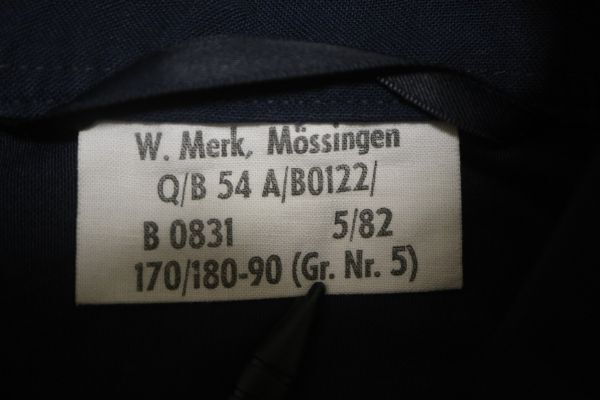 W. Merk, Mössingen
Q/B 54 A/B0122/
B 0831 5/82
170/180-90 (Gr. Nr. 5)